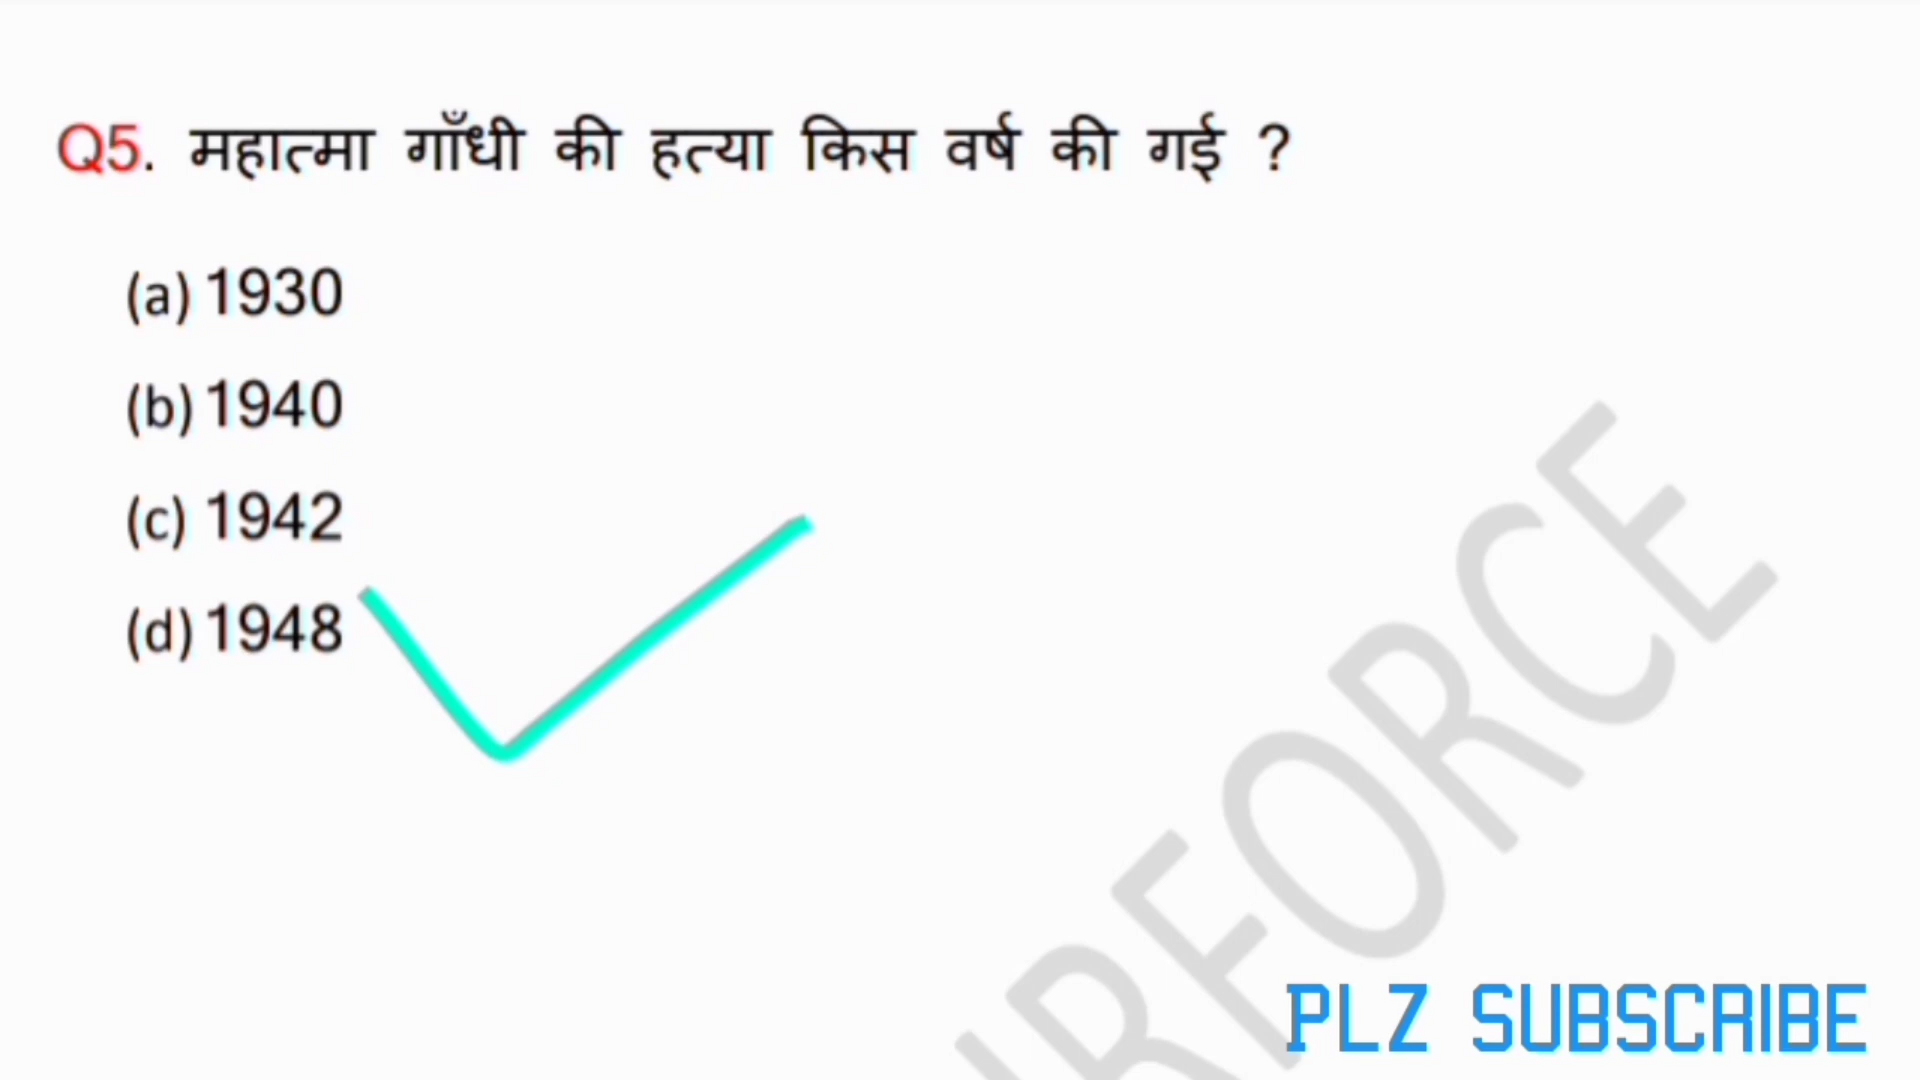 Q5. महात्मा गाँधी की हत्या किस वर्ष की गई ?
(a) 1930
(b) 1940
(c) 1942
(d) 1948
PLZ SUBSCRIBE